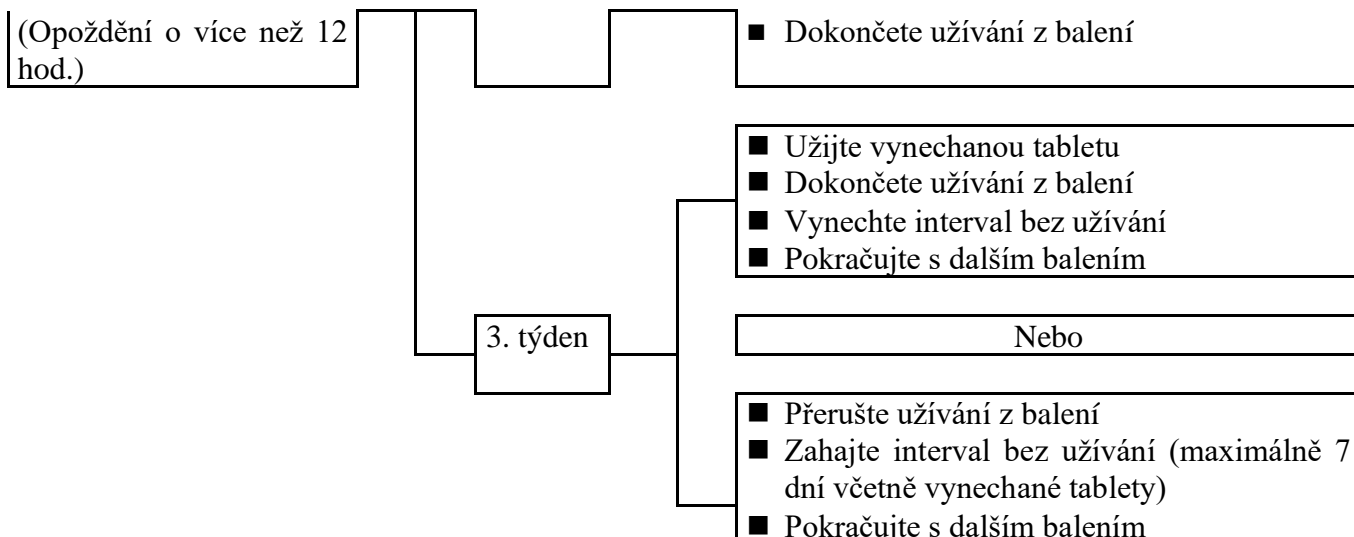 (Opoždění o více než 12
hod.)
■ Dokončete užívání z balení
■ Užijte vynechanou tabletu
■ Dokončete užívání z balení
■ Vynechte interval bez užívání
■ Pokračujte s dalším balením
3. týden
Nebo
■ Přerušte užívání z balení
■ Zahajte interval bez užívání (maximálně 7
dní včetně vynechané tablety)
■ Pokračujte s dalším balením